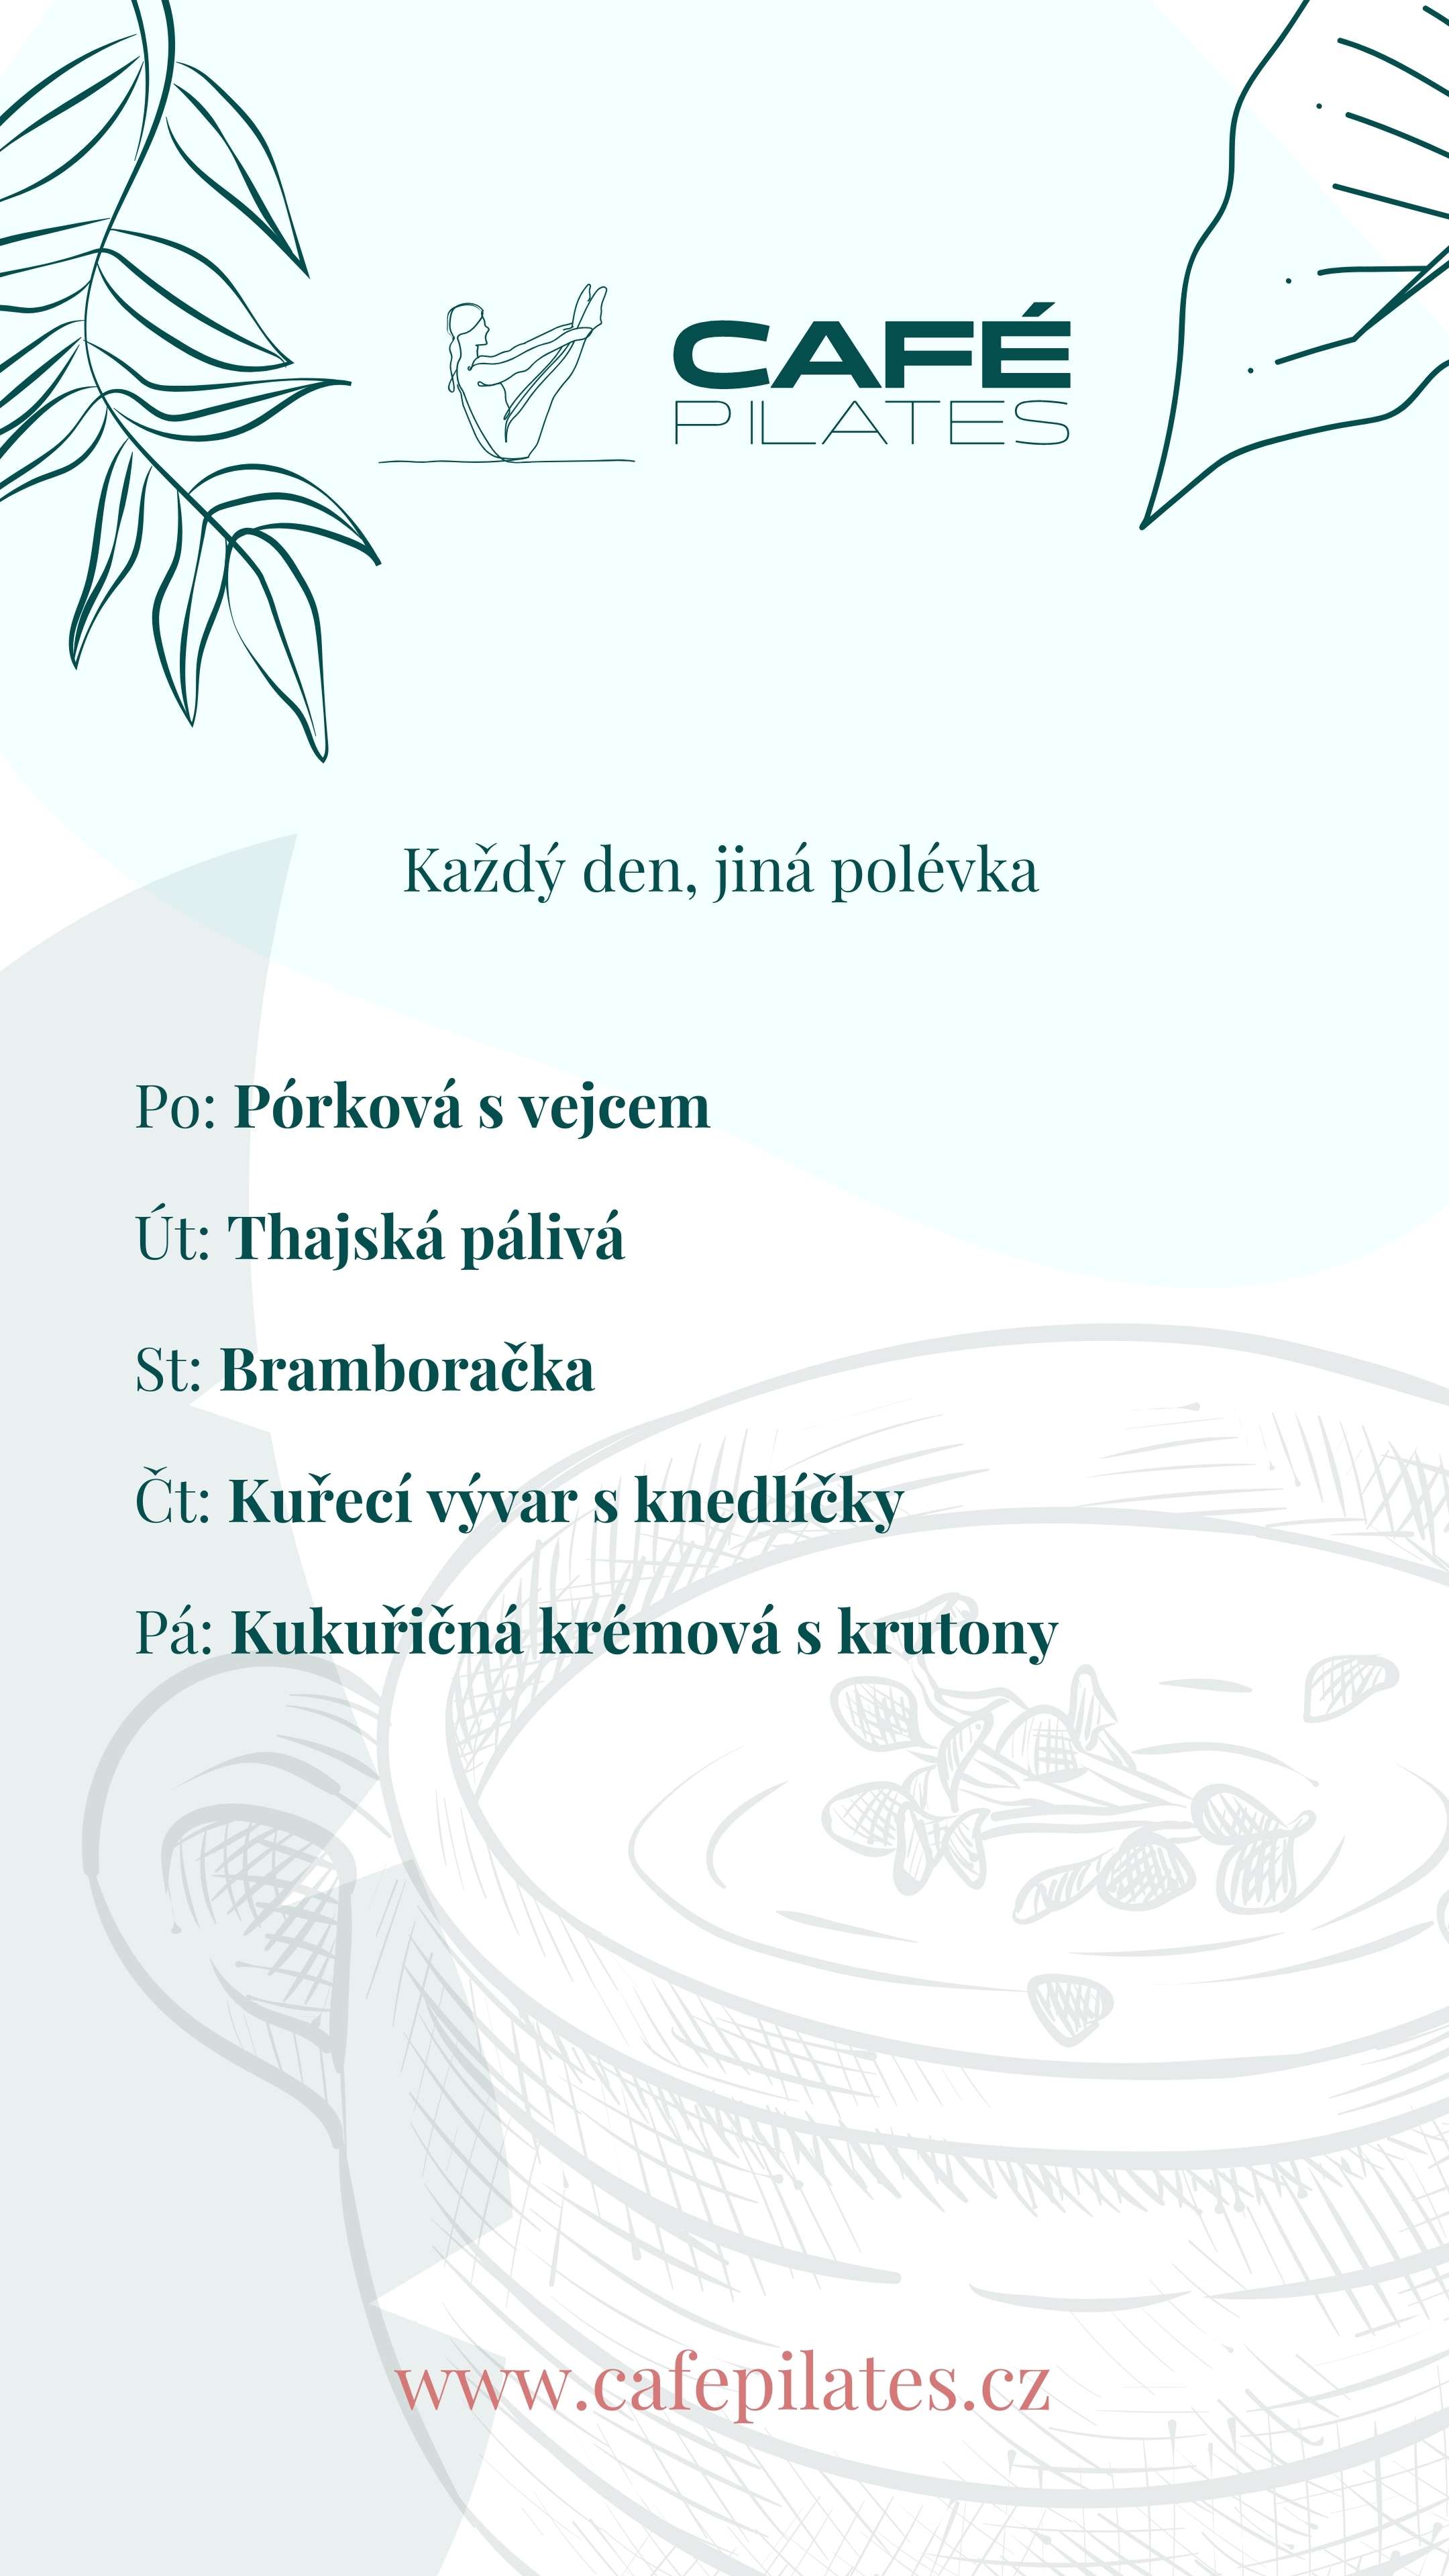 CAFÉ
PILATES
Každý den, jiná polévka
Po: Pórková s vejcem
Út: Thajská pálivá
St: Bramboračka
Čt: Kuřecí vývar s knedlíčky
Pá: Kukuřičná krémová s krutony
www.cafepilates.cz